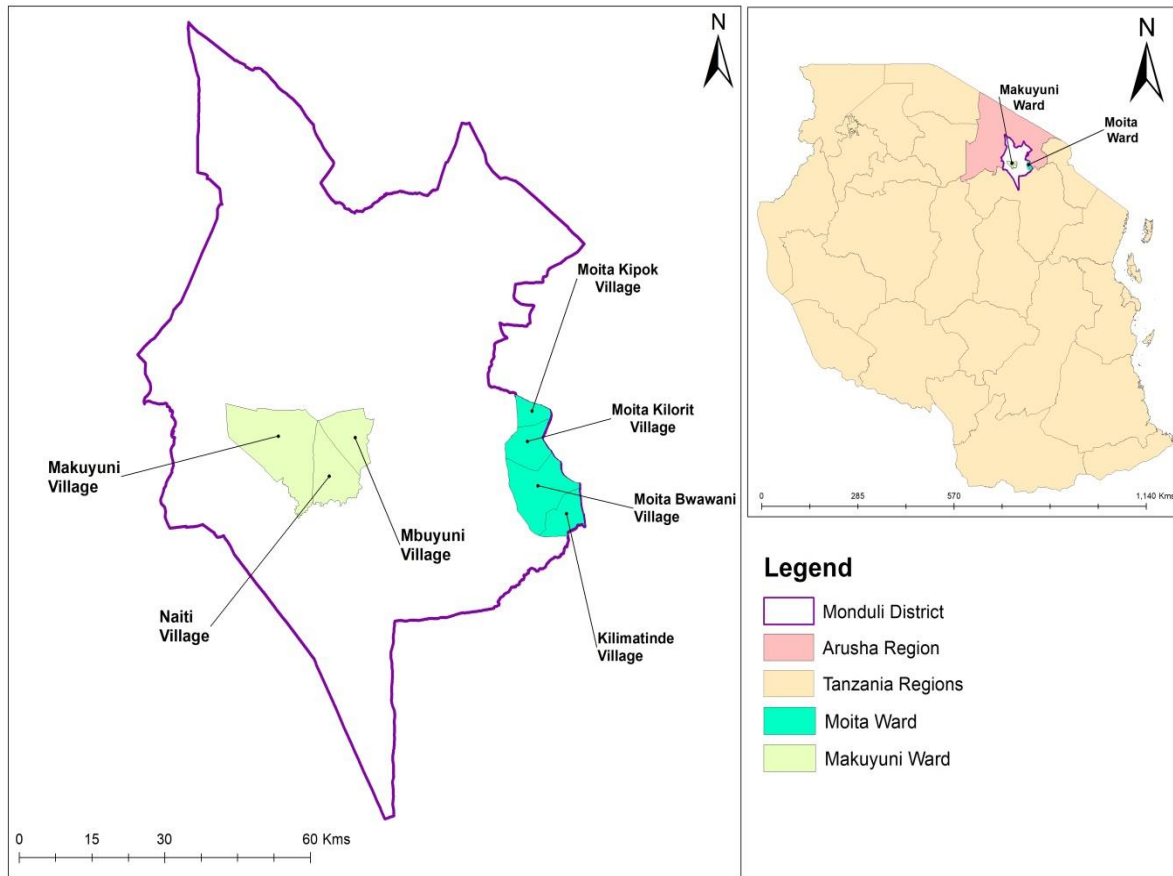 N
Moita Kipok
Village
Moita Kilorit
Village
Makuyuni
Village
Moita Bwawani
Village
Mbuyuni
Village
Naiti
Village
Kilimatinde
Village
0 15 30 60 Kms
N
Makuyuni
Ward
Moita
Ward
0 285 570 1,140 Kms
Legend
Monduli District
Arusha Region
Tanzania Regions
Moita Ward
Makuyuni Ward